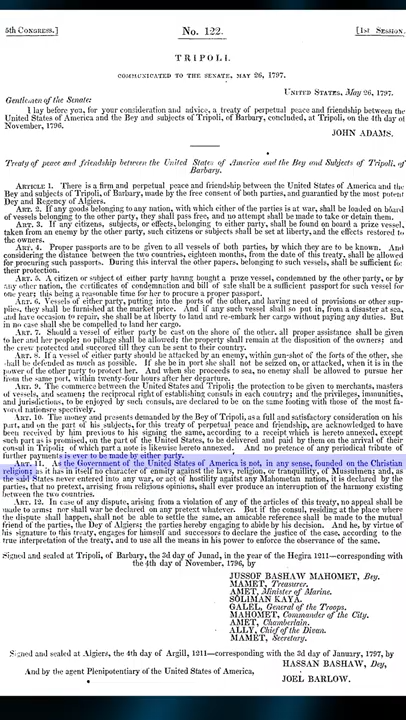 5th Congress.] No. 122. [1st Session.
TRIPOLI.
COMMUNICATED TO THE SENATE, MAY 26, 1797.
United States, May 26, 1797.
Gentlemen of the Senate:
I lay before you, for your consideration and advice, a treaty of perpetual peace and friendship between the
United States of America and the Bey and subjects of Tripoli, of Barbary, concluded, at Tripoli, on the 4th day of
November, 1796.
JOHN ADAMS.
Treaty of peace and friendship between the United States of America and the Bey and Subjects of Tripoli, of
Barbary.
Article 1. There is a firm and perpetual peace and friendship between the United States of America and the
Bey and subjects of Tripoli, of Barbary, made by the free consent of both parties, and guarantied by the most potent
Dey and Regency of Algiers.
Art. 2. If any goods belonging to any nation, with which either of the parties is at war, shall be loaded on board
of vessels belonging to the other party, they shall pass free, and no attempt shall be made to take or detain them.
Art. 3. If any citizens, subjects, or effects, belonging to either party, shall be found on board a prize vessel,
taken from an enemy by the other party, such citizens or subjects shall be set at liberty, and the effects restored to
the owners.
Art. 4. Proper passports are to be given to all vessels of both parties, by which they are to be known. And
considering the distance between the two countries, eighteen months, from the date of this treaty, shall be allowed
for procuring such passports. During this interval the other papers, belonging to such vessels, shall be sufficient for
their protection.
Art. 5. A citizen or subject of either party having bought a prize vessel, condemned by the other party, or by
any other nation, the certificates of condemnation and bill of sale shall be a sufficient passport for such vessel for
one year; this being a reasonable time for her to procure a proper passport.
Art. 6. Vessels of either party, putting into the ports of the other, and having need of provisions or other sup-
plies, they shall be furnished at the market price. And if any such vessel shall so put in, from a disaster at sea,
and have occasion to repair, she shall be at liberty to land and re-embark her cargo without paying any duties. But
in no case shall she be compelled to land her cargo.
Art. 7. Should a vessel of either party be cast on the shore of the other, all proper assistance shall be given
to her and her people; no pillage shall be allowed; the property shall remain at the disposition of the owners; and
the crew protected and succored till they can be sent to their country.
Art. 8. If a vessel of either party should be attacked by an enemy, within gun-shot of the forts of the other, she
shall be defended as much as possible. If she be in port she shall not be seized on, or attacked, when it is in the
power of the other party to protect her. And when she proceeds to sea, no enemy shall be allowed to pursue her
from the same port, within twenty-four hours after her departure.
Art. 9. The commerce between the United States and Tripoli; the protection to be given to merchants, masters
of vessels, and seamen; the reciprocal right of establishing consuls in each country; and the privileges, immunities,
and jurisdictions, to be enjoyed by such consuls, are declared to be on the same footing with those of the most fa-
vored nations respectively.
Art. 10. The money and presents demanded by the Bey of Tripoli, as a full and satisfactory consideration on his
part, and on the part of his subjects, for this treaty of perpetual peace and friendship, are acknowledged to have
been received by him previous to his signing the same, according to a receipt which is hereto annexed, except
such part as is promised, on the part of the United States, to be delivered and paid by them on the arrival of their
consul in Tripoli; of which part a note is likewise hereto annexed. And no pretence of any periodical tribute of
further payments is ever to be made by either party.
Art. 11. As the Government of the United States of America is not, in any sense, founded on the Christian
religion; as it has in itself no character of enmity against the laws, religion, or tranquility, of Mussulmen; and, as
the said States never entered into any war, or act of hostility against any Mahometan nation, it is declared by the
parties, that no pretext, arising from religious opinions, shall ever produce an interruption of the harmony existing
between the two countries.
Art. 12. In case of any dispute, arising from a violation of any of the articles of this treaty, no appeal shall be
made to arms; nor shall war be declared on any pretext whatever. But if the consul, residing at the place where
the dispute shall happen, shall not be able to settle the same, an amicable reference shall be made to the mutual
friend of the parties, the Dey of Algiers; the parties hereby engaging to abide by his decision. And he, by virtue of
his signature to this treaty, engages for himself and successors to declare the justice of the case, according to the
true interpretation of the treaty, and to use all the means in his power to enforce the observance of the same.
Signed and sealed at Tripoli, of Barbary, the 3d day of Junad, in the year of the Hegira 1211—corresponding with
the 4th day of November, 1796, by
JUSSOF BASHAW MAHOMET, Bey.
MAMET, Treasurer.
AMET, Minister of Marine.
SOLIMAN KAYA.
GALEL, General of the Troops.
MAHOMET, Commander of the City.
AMET, Chamberlain.
ALLY, Chief of the Divan.
MAMET, Secretary.
Signed and sealed at Algiers, the 4th day of Argill, 1211—corresponding with the 3d day of January, 1797, by
HASSAN BASHAW, Dey,
And by the agent Plenipotentiary of the United States of America,
JOEL BARLOW.